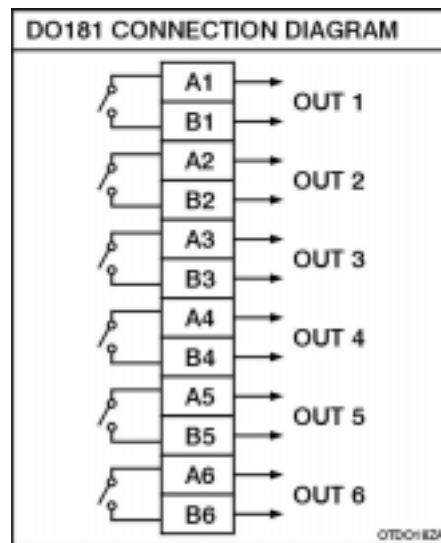 DO181 CONNECTION DIAGRAM
A1
OUT 1
B1
A2
OUT 2
B2
A3
OUT 3
B3
A4
OUT 4
B4
A5
OUT 5
B5
A6
OUT 6
B6